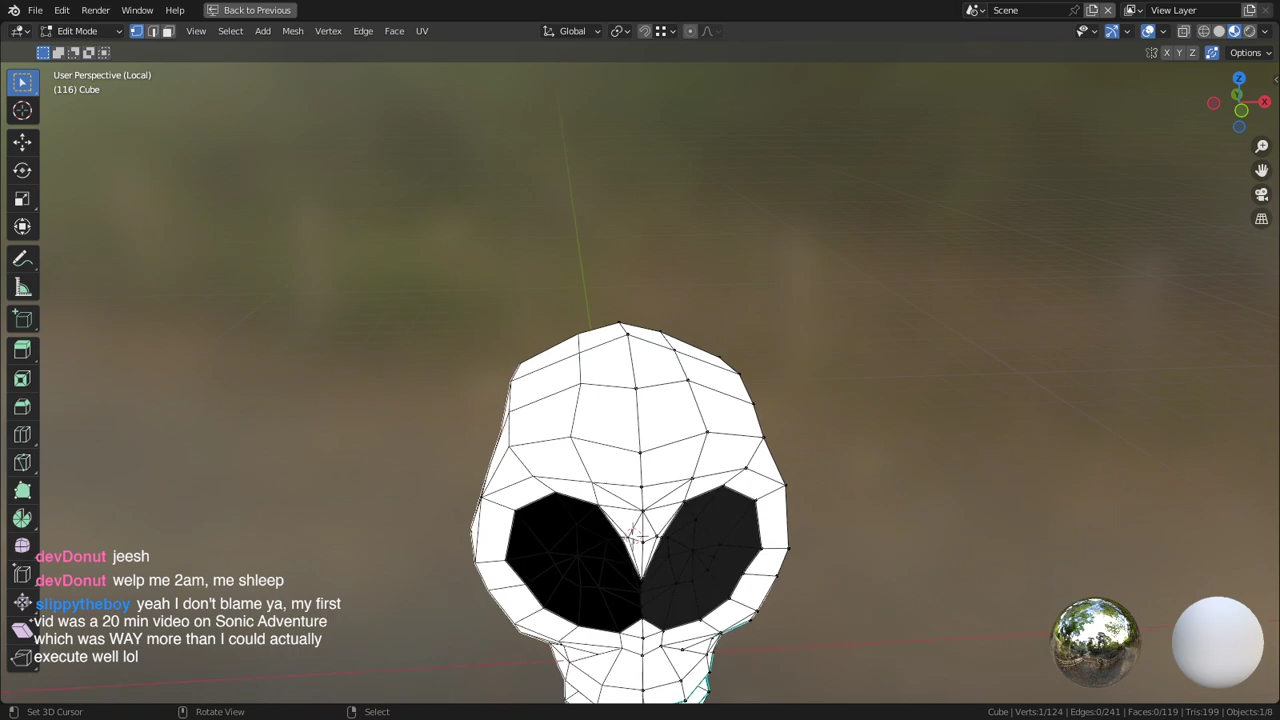 File Edit Render Window Help Back to Previous Scene View Layer
Edit Mode View Select Add Mesh Vertex Edge Face UV Global
X Y Z Options
User Perspective (Local)
(116) Cube
Z
Y
X
devDonut jeesh
devDonut welp me 2am, me shleep
slippytheboy yeah I don't blame ya, my first
vid was a 20 min video on Sonic Adventure
which was WAY more than I could actually
execute well lol
Set 3D Cursor Rotate View Select Cube | Verts:1/124 | Edges:0/241 | Faces:0/119 | Tris:199 | Objects:1/8